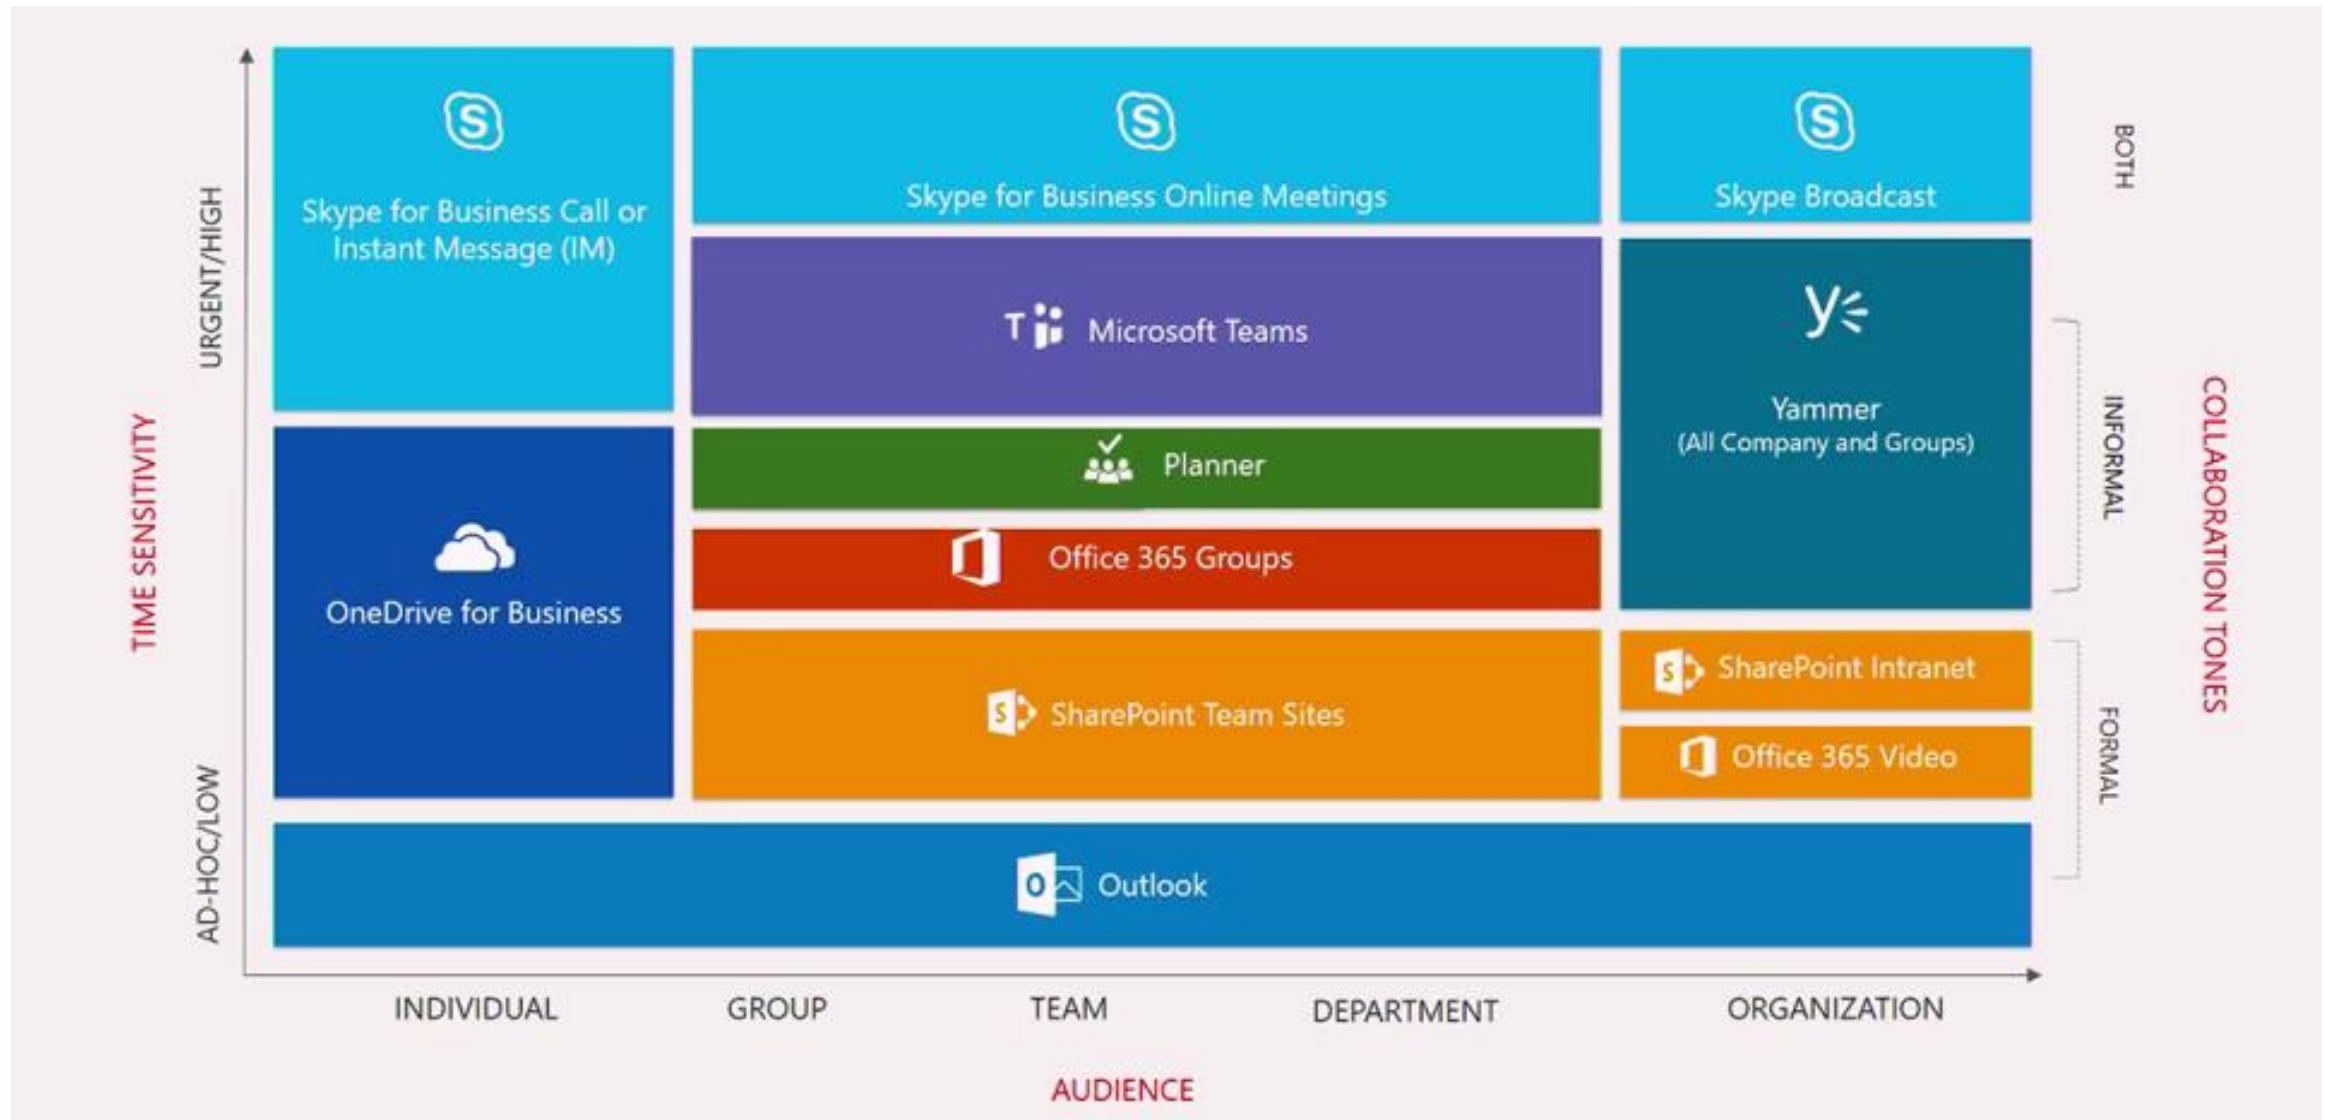 Skype for Business Call or
Instant Message (IM)
Skype for Business Online Meetings
Skype Broadcast
Microsoft Teams
Yammer
(All Company and Groups)
Planner
Office 365 Groups
OneDrive for Business
SharePoint Team Sites
SharePoint Intranet
Office 365 Video
Outlook
TIME SENSITIVITY
URGENT/HIGH
AD-HOC/LOW
BOTH
INFORMAL
FORMAL
COLLABORATION TONES
INDIVIDUAL
GROUP
TEAM
DEPARTMENT
ORGANIZATION
AUDIENCE